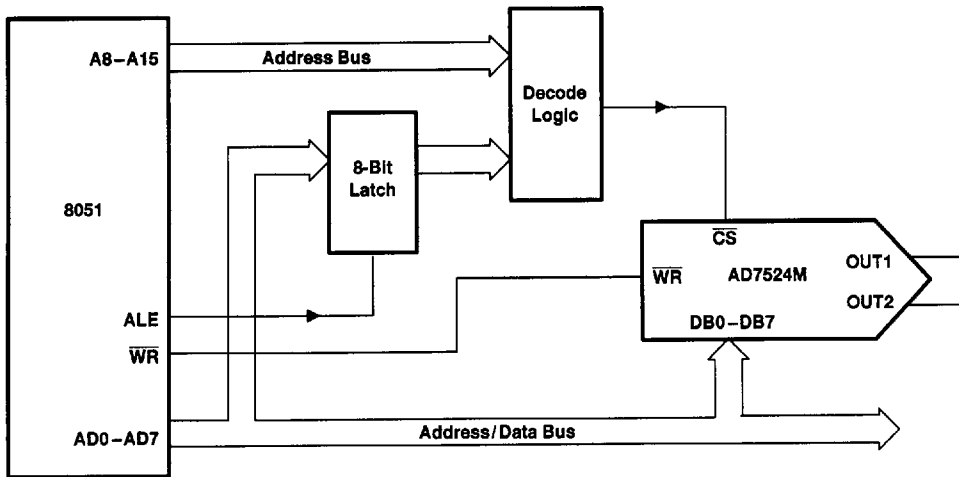 A8–A15
Address Bus
Decode
Logic
8-Bit
Latch
8051
CS
WR
AD7524M
OUT1
OUT2
DB0–DB7
ALE
WR
AD0–AD7
Address/Data Bus